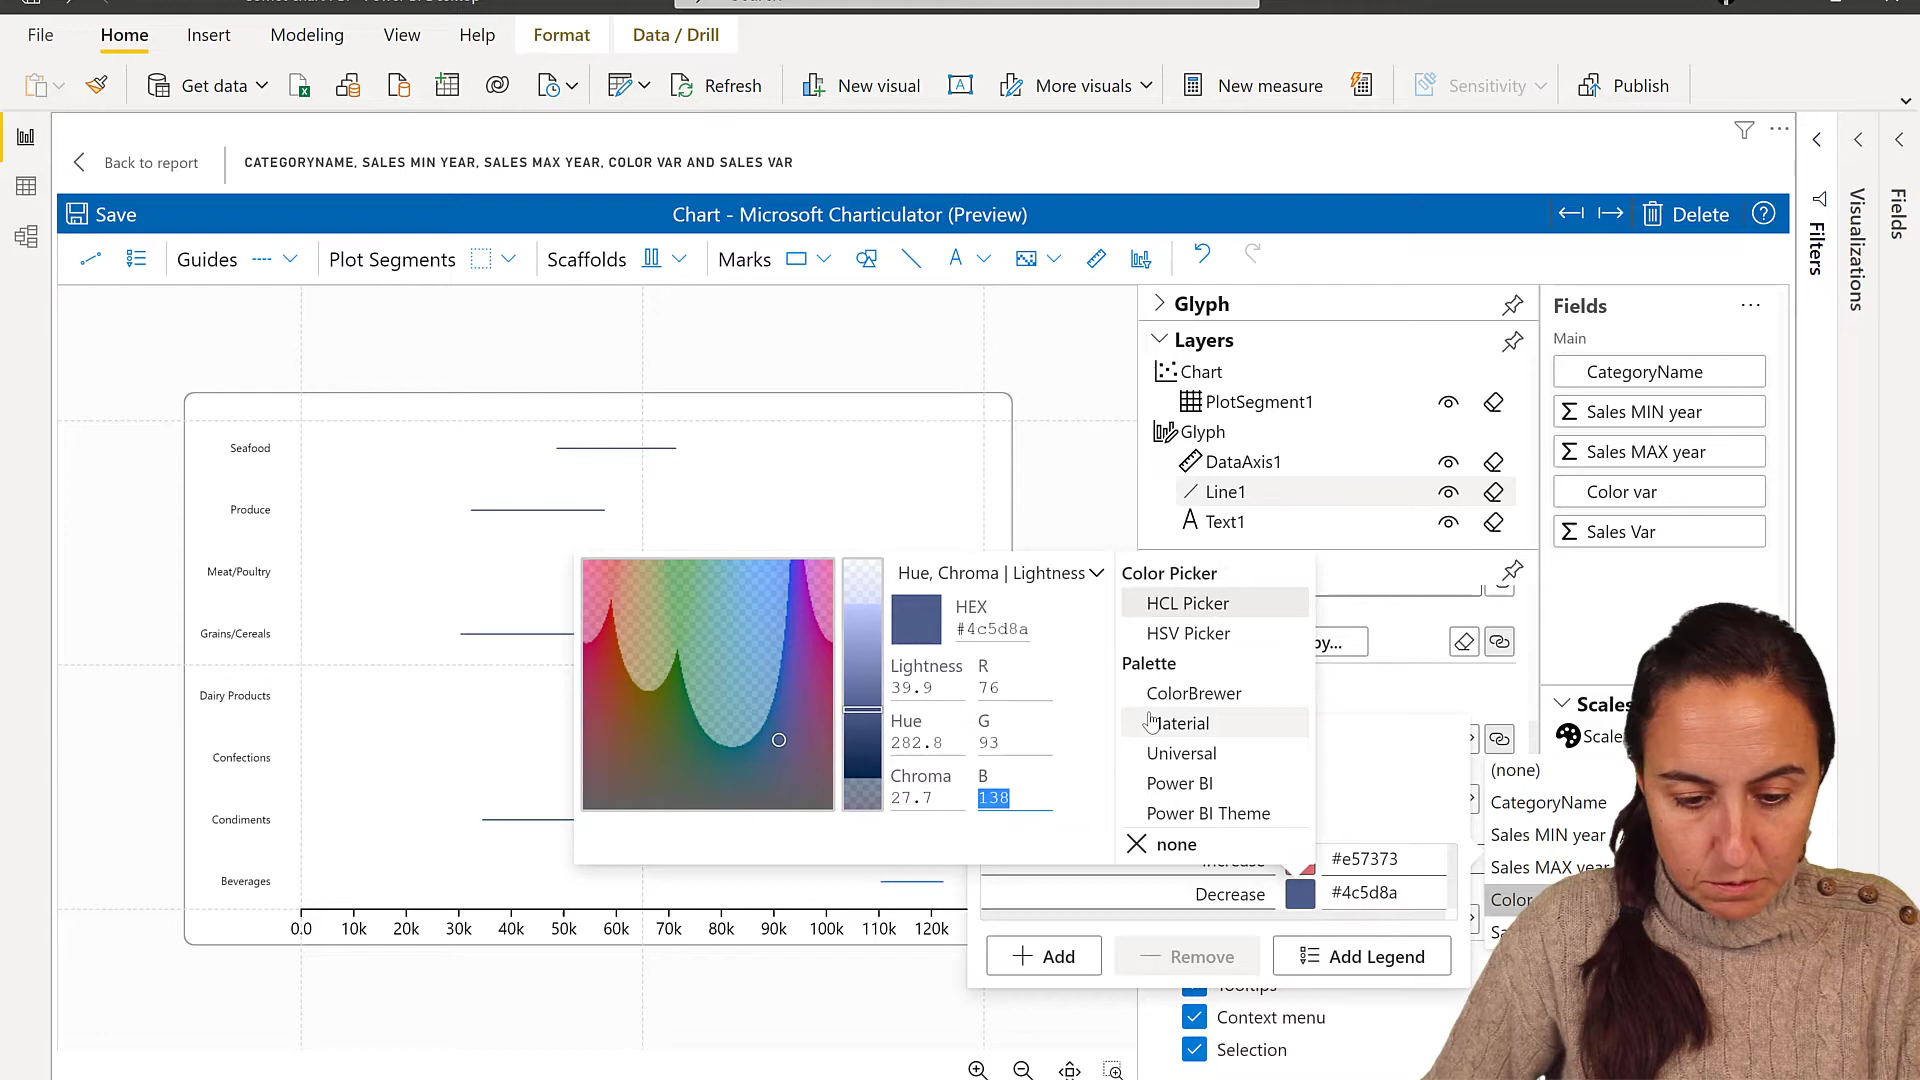 File Home Insert Modeling View Help Format Data / Drill
Get data Refresh New visual More visuals New measure Sensitivity Publish
Back to report CATEGORYNAME, SALES MIN YEAR, SALES MAX YEAR, COLOR VAR AND SALES VAR
Save Chart - Microsoft Charticulator (Preview) Delete
Guides Plot Segments Scaffolds Marks
Glyph
Layers
Chart
PlotSegment1
Glyph
DataAxis1
Line1
Text1
Fields
Main
CategoryName
Sales MIN year
Sales MAX year
Color var
Sales Var
Scales
Filters
Visualizations
Fields
Seafood
Produce
Meat/Poultry
Grains/Cereals
Dairy Products
Confections
Condiments
Beverages
0.0 10k 20k 30k 40k 50k 60k 70k 80k 90k 100k 110k 120k
Hue, Chroma | Lightness
HEX
#4c5d8a
Lightness R
39.9 76
Hue G
282.8 93
Chroma B
27.7 138
Color Picker
HCL Picker
HSV Picker
Palette
ColorBrewer
Material
Universal
Power BI
Power BI Theme
none
by...
Increase #e57373
Decrease #4c5d8a
Add Remove Add Legend
(none)
CategoryName
Sales MIN year
Sales MAX year
Color
Tooltips
Context menu
Selection